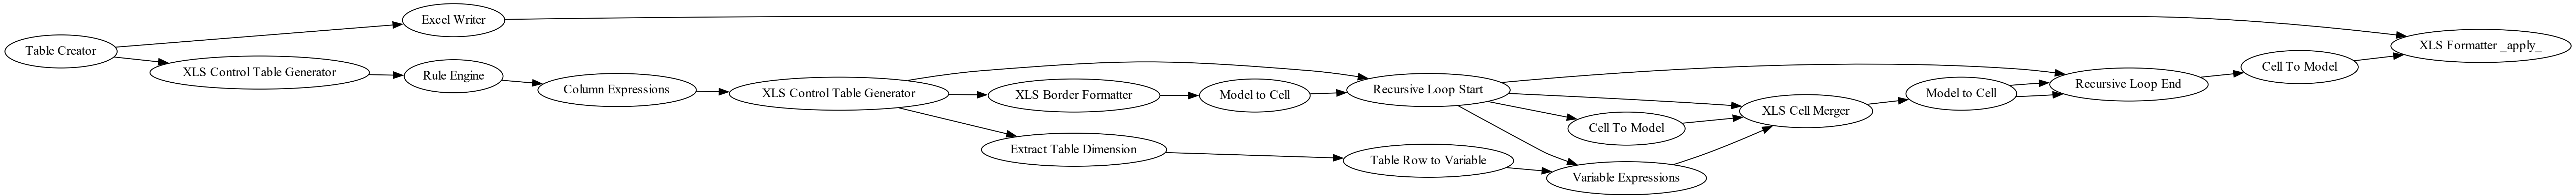 Table Creator
Excel Writer
XLS Control Table Generator
Rule Engine
Column Expressions
XLS Control Table Generator
XLS Border Formatter
Extract Table Dimension
Model to Cell
Recursive Loop Start
Table Row to Variable
Cell To Model
Variable Expressions
XLS Cell Merger
Model to Cell
Recursive Loop End
Cell To Model
XLS Formatter _apply_